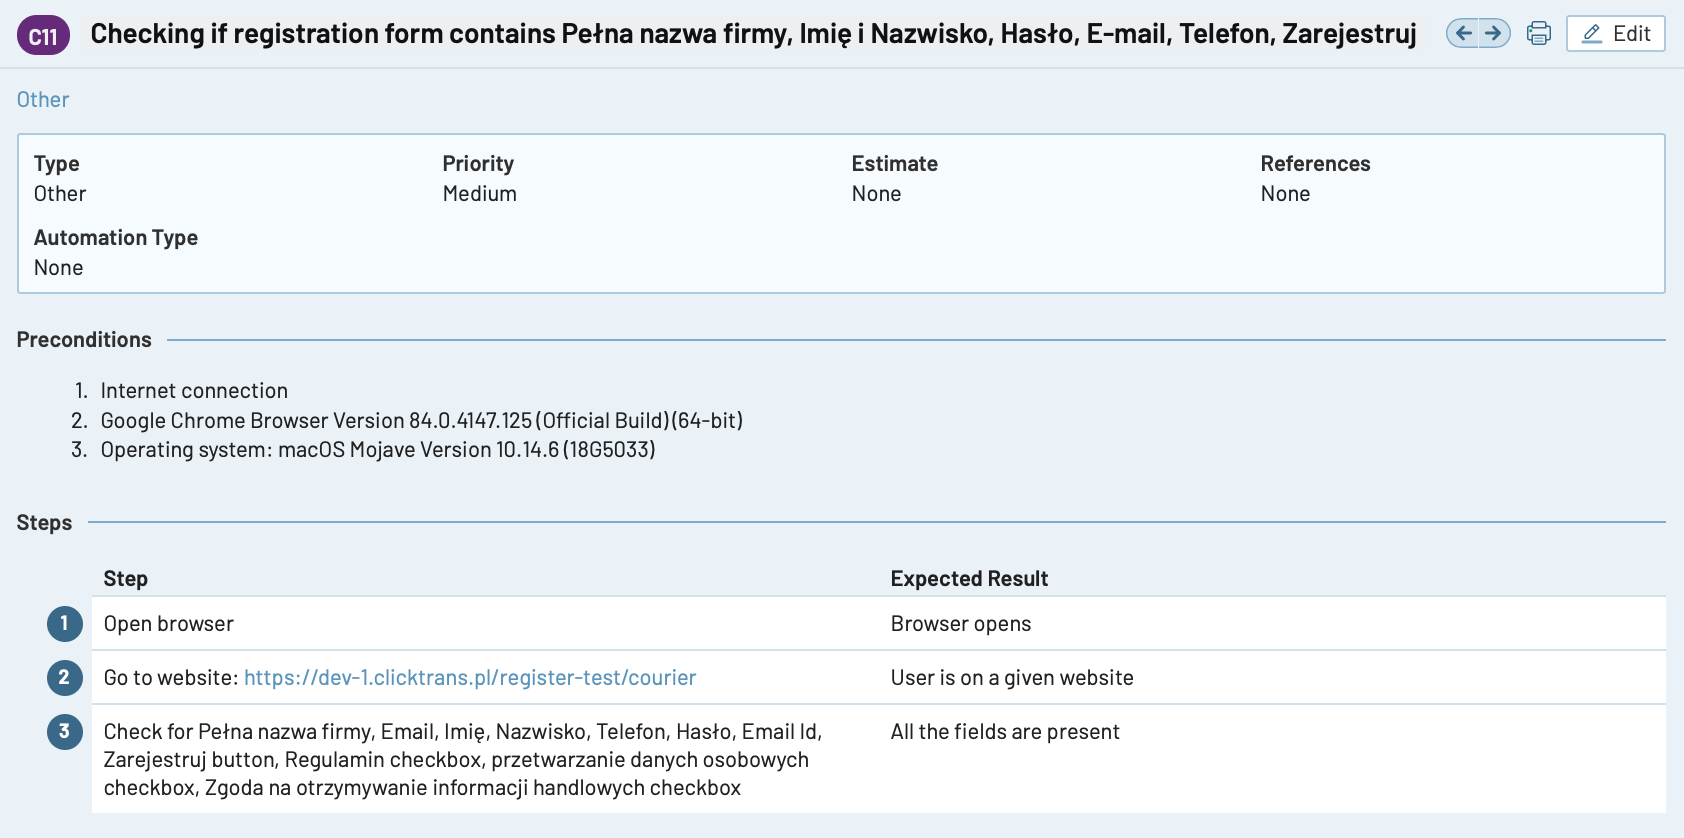 C11 Checking if registration form contains Pełna nazwa firmy, Imię i Nazwisko, Hasło, E-mail, Telefon, Zarejestruj Edit
Other
Type Priority Estimate References
Other Medium None None
Automation Type
None
Preconditions
1. Internet connection
2. Google Chrome Browser Version 84.0.4147.125 (Official Build) (64-bit)
3. Operating system: macOS Mojave Version 10.14.6 (18G5033)
Steps
Step Expected Result
1 Open browser Browser opens
2 Go to website: https://dev-1.clicktrans.pl/register-test/courier User is on a given website
3 Check for Pełna nazwa firmy, Email, Imię, Nazwisko, Telefon, Hasło, Email Id, All the fields are present
Zarejestruj button, Regulamin checkbox, przetwarzanie danych osobowych
checkbox, Zgoda na otrzymywanie informacji handlowych checkbox